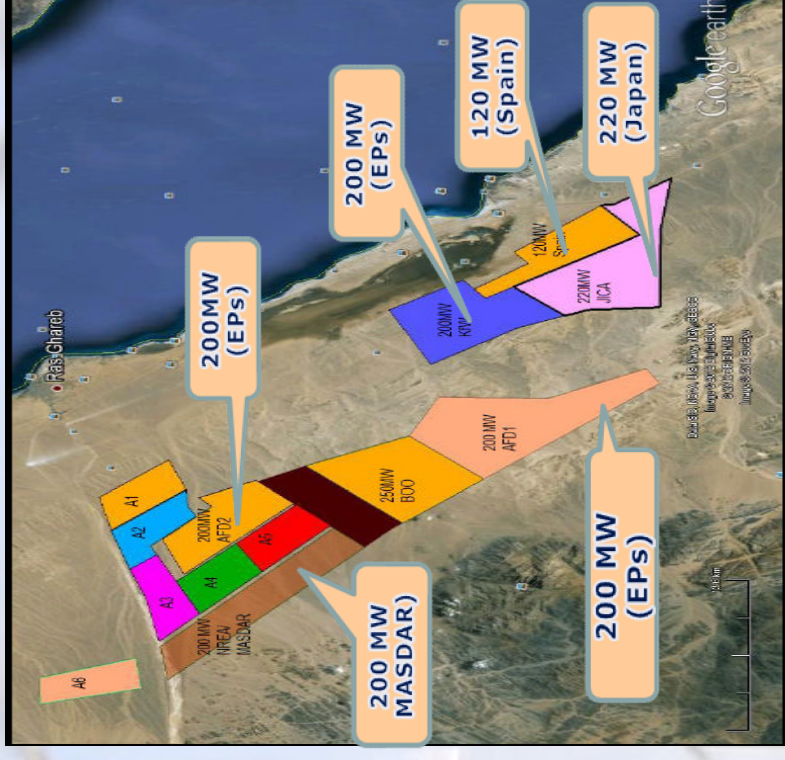 Ras Ghareb
200MW
(EPs)
200 MW
(EPs)
120 MW
(Spain)
220 MW
(Japan)
200 MW
(EPs)
200 MW
MASDAR
A1
A2
A3
A4
A5
A6
200MW
AFD2
200 MW
NREA/
MASDAR
250MW
BOO
200 MW
AFD1
200MW
120MW
220MW
JICA
Google earth